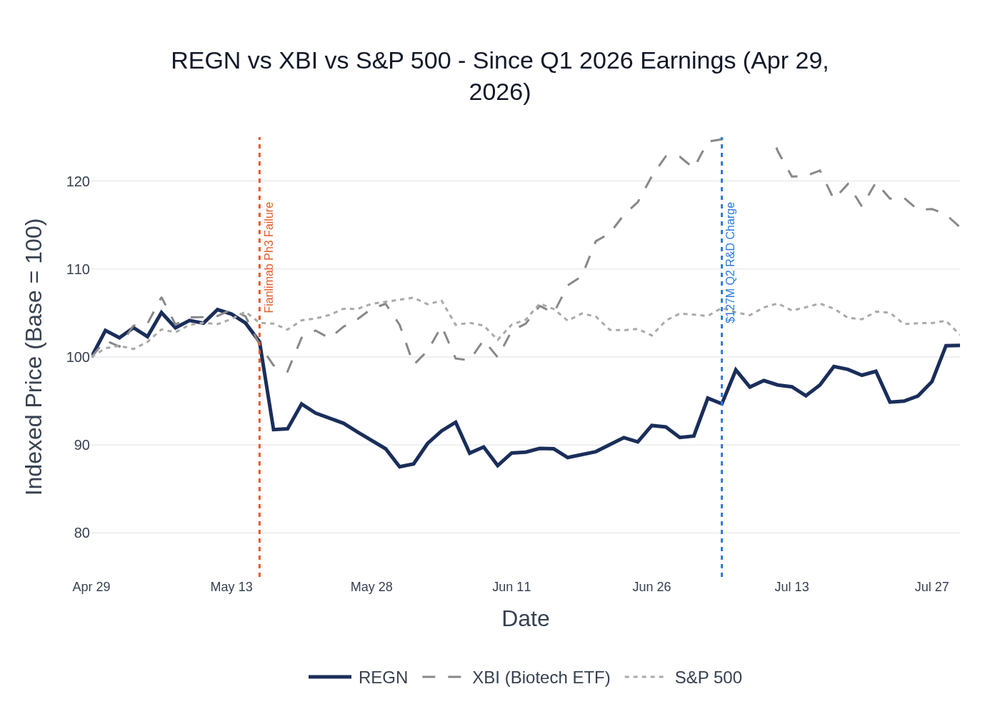 REGN vs XBI vs S&P 500 - Since Q1 2026 Earnings (Apr 29,
2026)
Indexed Price (Base = 100)
120
110
100
90
80
Fianlimab Ph3 Failure
$127M Q2 R&D Charge
Apr 29
May 13
May 28
Jun 11
Jun 26
Jul 13
Jul 27
Date
REGN
XBI (Biotech ETF)
S&P 500